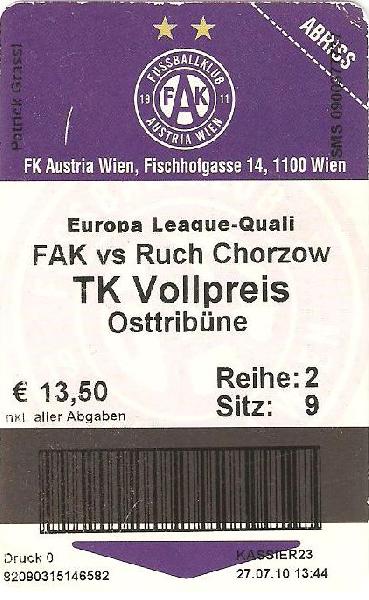 ABRISS
Patrick Grassl
FUSSBALLKLUB
19 FAK 11
AUSTRIA WIEN
FK Austria Wien, Fischhofgasse 14, 1100 Wien
Europa League-Quali
FAK vs Ruch Chorzow
TK Vollpreis
Osttribüne
€ 13,50
inkl. aller Abgaben
Reihe: 2
Sitz: 9
Druck 0
82090315146582
KASSIER23
27.07.10 13:44